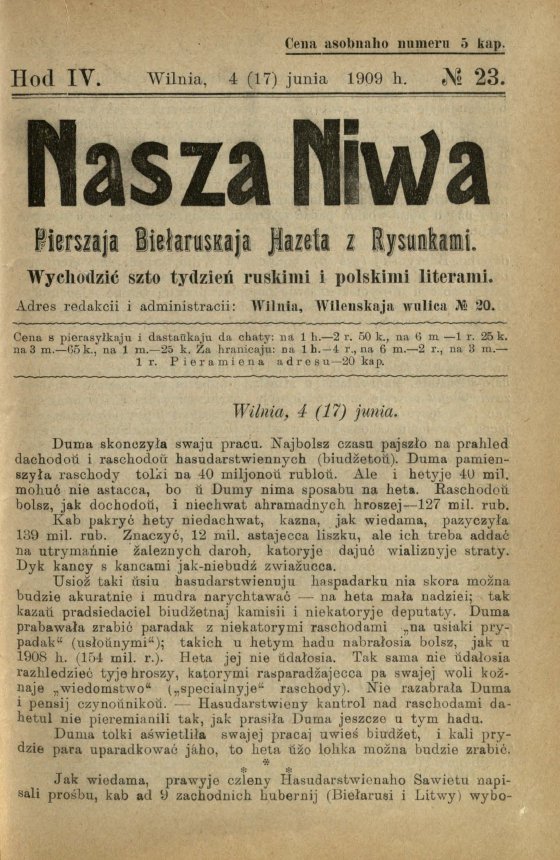 Cena asobnaho numeru 5 kap.
Hod IV. Wilnia, 4 (17) junia 1909 h. № 23.
Nasza Niwa
Pierszaja Biełaruskaja Hazeta z Rysunkami.
Wychodzić szto tydzień ruskimi i polskimi literami.
Adres redakcii i administracii: Wilnia, Wilenskaja wulica № 20.
Cena s pierasyłkaju i dastaŭkaju da chaty: na 1 h.—2 r. 50 k., na 6 m —1 r. 25 k.
na 3 m.—65 k., na 1 m.—25 k. Za hranicaju: na 1 h.—4 r., na 6 m.—2 r., na 3 m.—
1 r. Pieramiena adresu—20 kap.
Wilnia, 4 (17) junia.
Duma skonczyła swaju pracu. Najbolsz czasu pajszło na prahled
dachodoŭ i raschodoŭ hasudarstwiennych (biudżetoŭ). Duma pamien-
szyła raschody tolki na 40 miljonoŭ rubloŭ. Ale i hetyje 40 mil.
mohuć nie astacca, bo ŭ Dumy nima sposabu na heta. Raschodoŭ
bolsz, jak dochodoŭ, i niechwat ahramadnych hroszej—127 mil. rub.
Kab pakryć hety niedachwat, kazna, jak wiedama, pazyczyła
139 mil. rub. Znaczyć, 12 mil. astajecca liszku, ale ich treba addać
na utrymańnie żaleznych daroh, katoryje dajuć wializnyje straty.
Dyk kancy s kancami jak-niebudź zwiażucca.
Usioż taki ŭsiu hasudarstwienuju haspadarku nia skora można
budzie akuratnie i mudra narychtawać — na heta mała nadziei; tak
kazaŭ pradsiedaciel biudżetnaj kamisii i niekatoryje deputaty. Duma
prabawała zrabić paradak z niekatorymi raschodami „na usiaki pry-
padak“ (usłoŭnymi“); takich u hetym hadu nabrałosia bolsz, jak u
1908 h. (154 mil. r.). Heta jej nie ŭdałosia. Tak sama nie ŭdałosia
razhledzieć tyje hroszy, katorymi rasparadżajecca pa swajej woli koż-
naje „wiedomstwo“ („specialnyje“ raschody). Nie razabrała Duma
i pensij czynoŭnikoŭ. — Hasudarstwieny kantrol nad raschodami da-
hetul nie pieremianili tak, jak prasiła Duma jeszcze u tym hadu.
Duma tolki aświetliła swajej pracaj uwieś biudżet, i kali pry-
dzie para uparadkować jaho, to heta ŭżo lohka można budzie zrabić.
* * *
Jak wiedama, prawyje człeny Hasudarstwienaho Sawietu napi-
sali prośbu, kab ad 9 zachodnich hubernij (Biełarusi i Litwy) wybo-